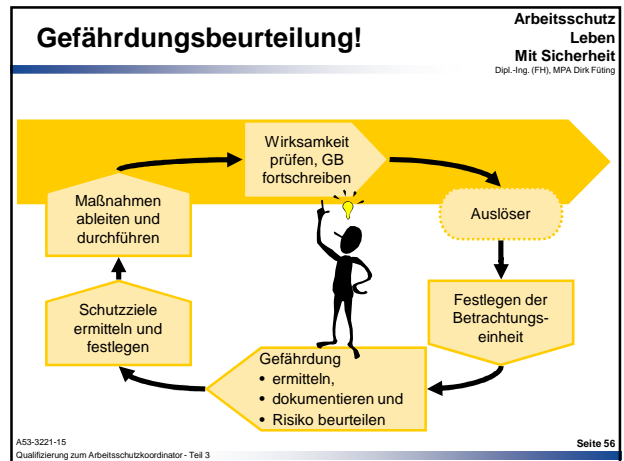 Gefährdungsbeurteilung!
Arbeitsschutz
Leben
Mit Sicherheit
Dipl.-Ing. (FH), MPA Dirk Füting
Wirksamkeit
prüfen, GB
fortschreiben
Auslöser
Festlegen der
Betrachtungs-
einheit
Gefährdung
• ermitteln,
• dokumentieren und
• Risiko beurteilen
Schutzziele
ermitteln und
festlegen
Maßnahmen
ableiten und
durchführen
A53-3221-15
Qualifizierung zum Arbeitsschutzkoordinator - Teil 3
Seite 56